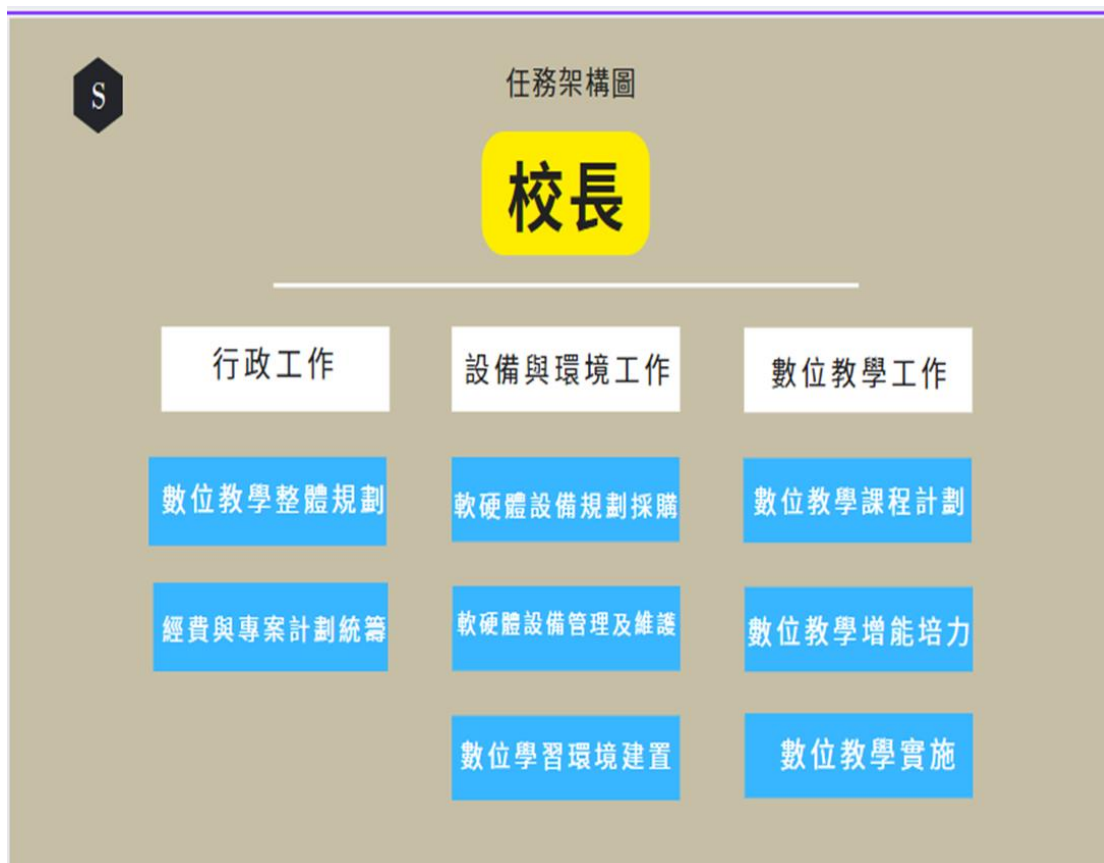 S
任務架構圖
校長
行政工作
設備與環境工作
數位教學工作
數位教學整體規劃
軟硬體設備規劃採購
數位教學課程計劃
經費與專案計劃統籌
軟硬體設備管理及維護
數位教學增能培力
數位學習環境建置
數位教學實施